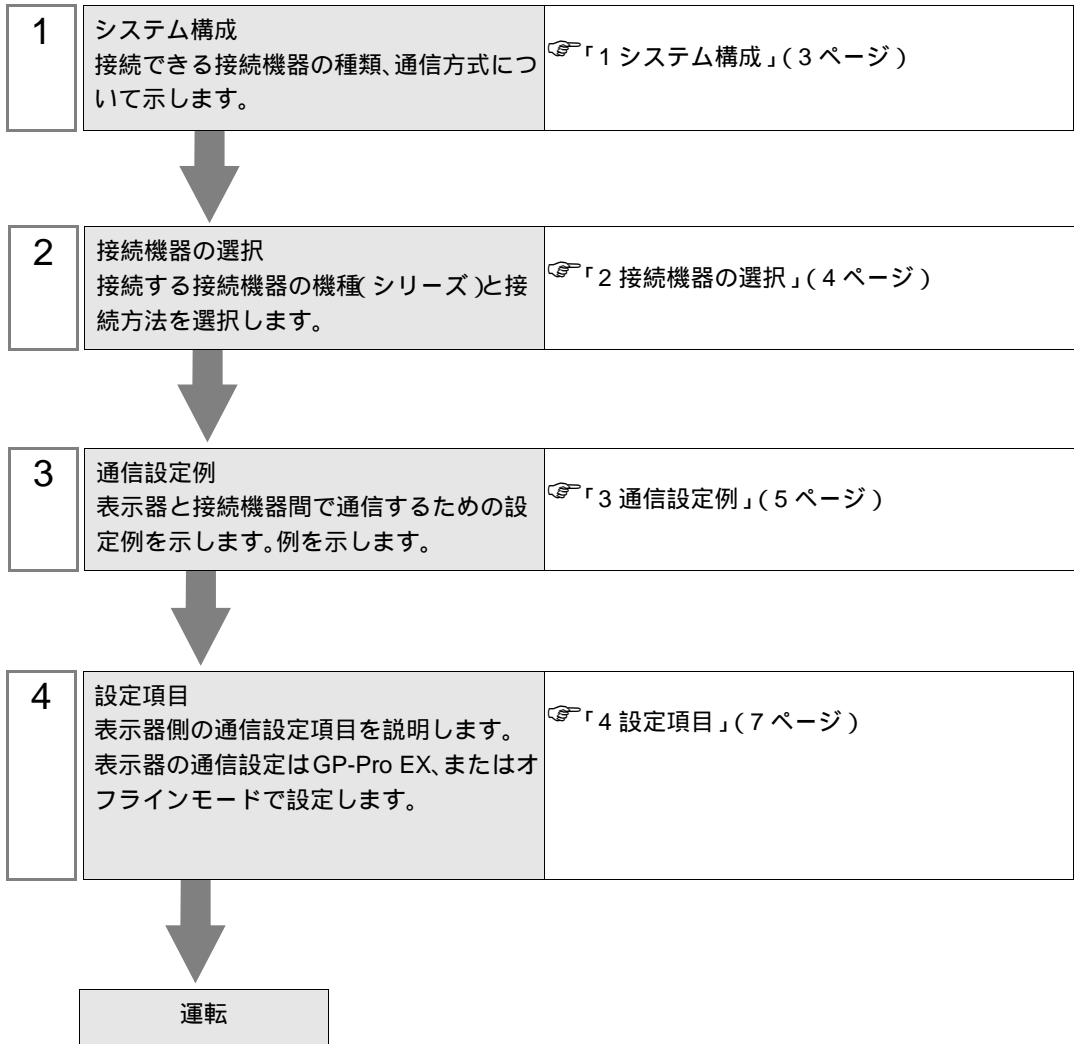 1
システム構成
接続できる接続機器の種類、通信方式につ
いて示します。
☞「1 システム構成」(3 ページ)
2
接続機器の選択
接続する接続機器の機種(シリーズ)と接
続方法を選択します。
☞「2 接続機器の選択」(4 ページ)
3
通信設定例
表示器と接続機器間で通信するための設
定例を示します。例を示します。
☞「3 通信設定例」(5 ページ)
4
設定項目
表示器側の通信設定項目を説明します。
表示器の通信設定はGP-Pro EX、またはオ
フラインモードで設定します。
☞「4 設定項目」(7 ページ)
運転